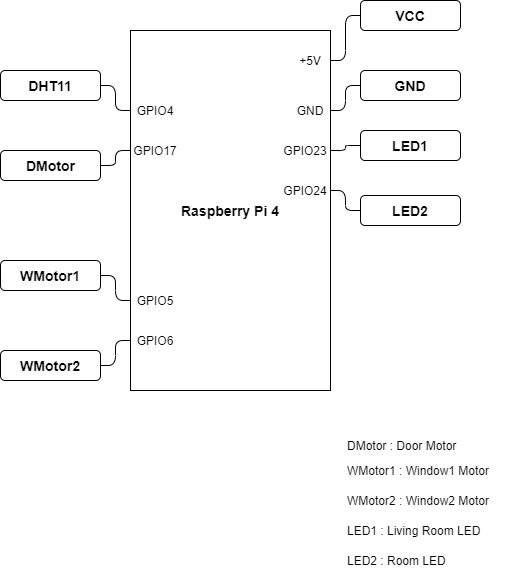 VCC
+5V
DHT11
GND
GPIO4
GND
LED1
DMotor
GPIO17
GPIO23
GPIO24
LED2
Raspberry Pi 4
WMotor1
GPIO5
GPIO6
WMotor2
DMotor : Door Motor
WMotor1 : Window1 Motor
WMotor2 : Window2 Motor
LED1 : Living Room LED
LED2 : Room LED